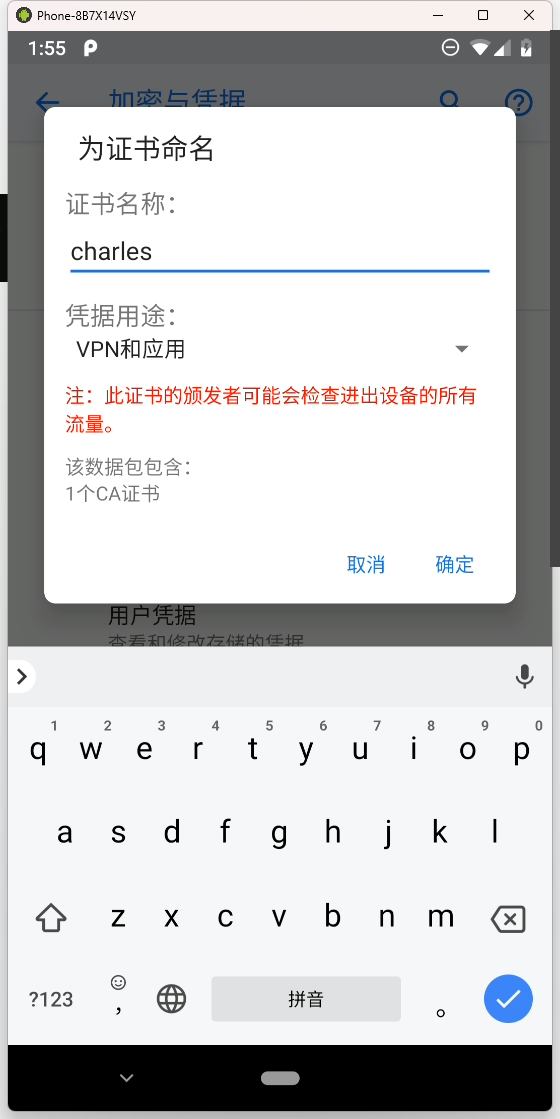 Phone-8B7X14VSY
1:55
加密与凭据
为证书命名
证书名称：
charles
凭据用途：
VPN和应用
注：此证书的颁发者可能会检查进出设备的所有
流量。
该数据包包含：
1个CA证书
取消 确定
用户凭据
查看和修改存储的凭据
1 2 3 4 5 6 7 8 9 0
q w e r t y u i o p
a s d f g h j k l
z x c v b n m
?123 ， 拼音 。